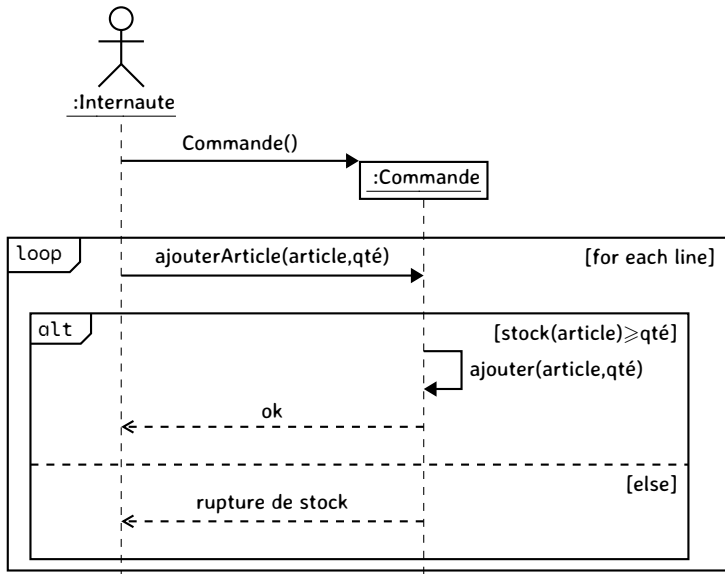 :Internaute
Commande()
:Commande
loop
ajouterArticle(article,qté)
[for each line]
alt
[stock(article)⩾qté]
ajouter(article,qté)
ok
[else]
rupture de stock